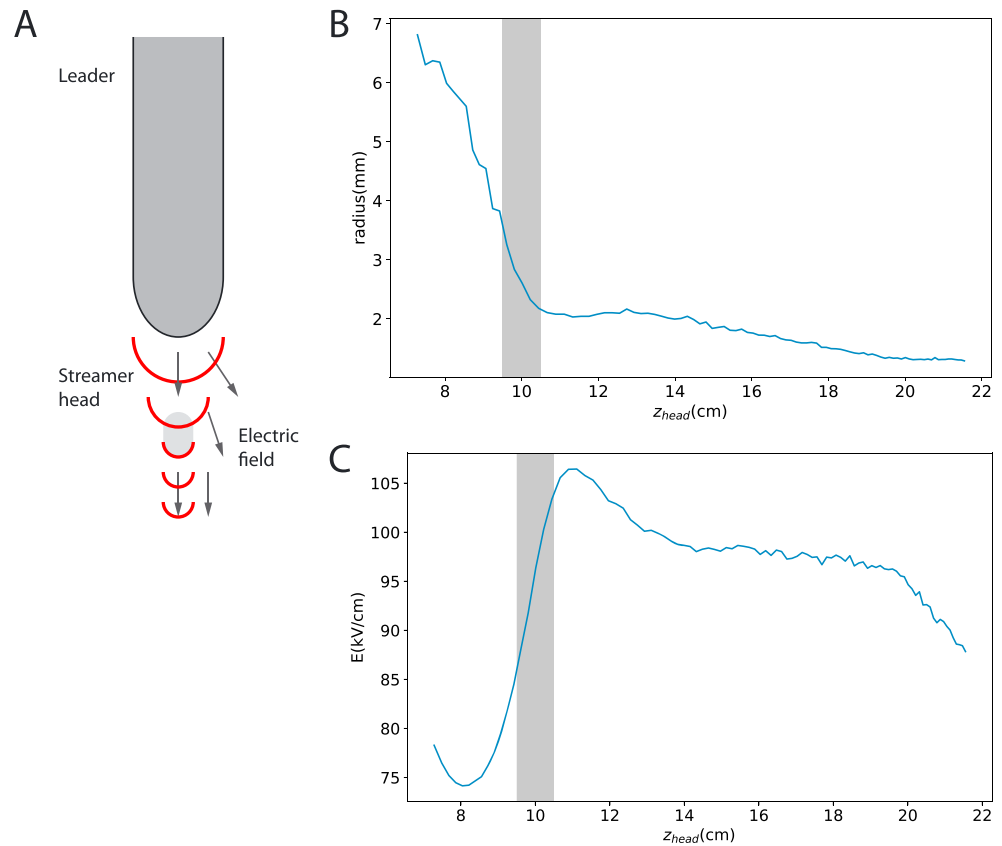 A
Leader
Streamer
head
Electric
field
B
7
6
5
4
3
2
radius(mm)
8 10 12 14 16 18 20 22
z_head(cm)
C
105
100
95
90
85
80
75
E(kV/cm)
8 10 12 14 16 18 20 22
z_head(cm)